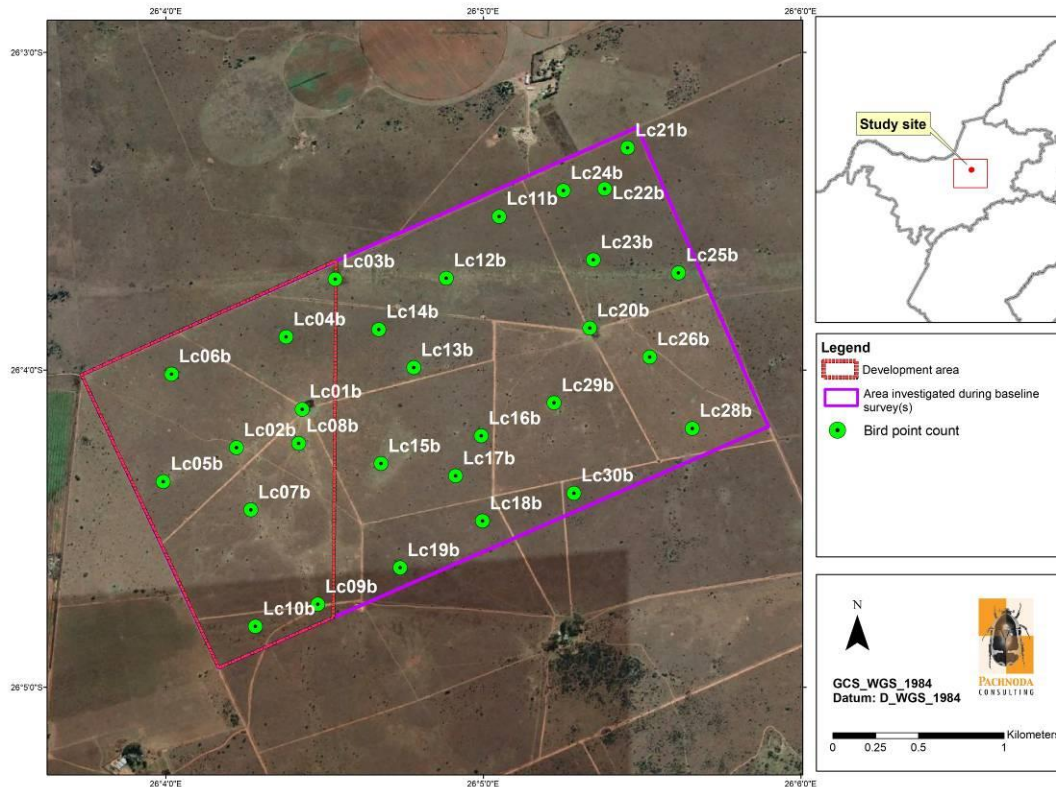 26°4'0"E
26°5'0"E
26°6'0"E
26°3'0"S
26°4'0"S
26°5'0"S
Lc21b
Lc24b
Lc22b
Lc11b
Lc23b
Lc25b
Lc03b
Lc12b
Lc04b
Lc14b
Lc20b
Lc26b
Lc06b
Lc13b
Lc01b
Lc29b
Lc28b
Lc02b
Lc08b
Lc16b
Lc05b
Lc15b
Lc17b
Lc07b
Lc30b
Lc18b
Lc19b
Lc09b
Lc10b
26°4'0"E
26°5'0"E
26°6'0"E
Study site
Legend
Development area
Area investigated during baseline
survey(s)
Bird point count
N
PACHNODA
CONSULTING
GCS_WGS_1984
Datum: D_WGS_1984
Kilometers
0 0.25 0.5 1